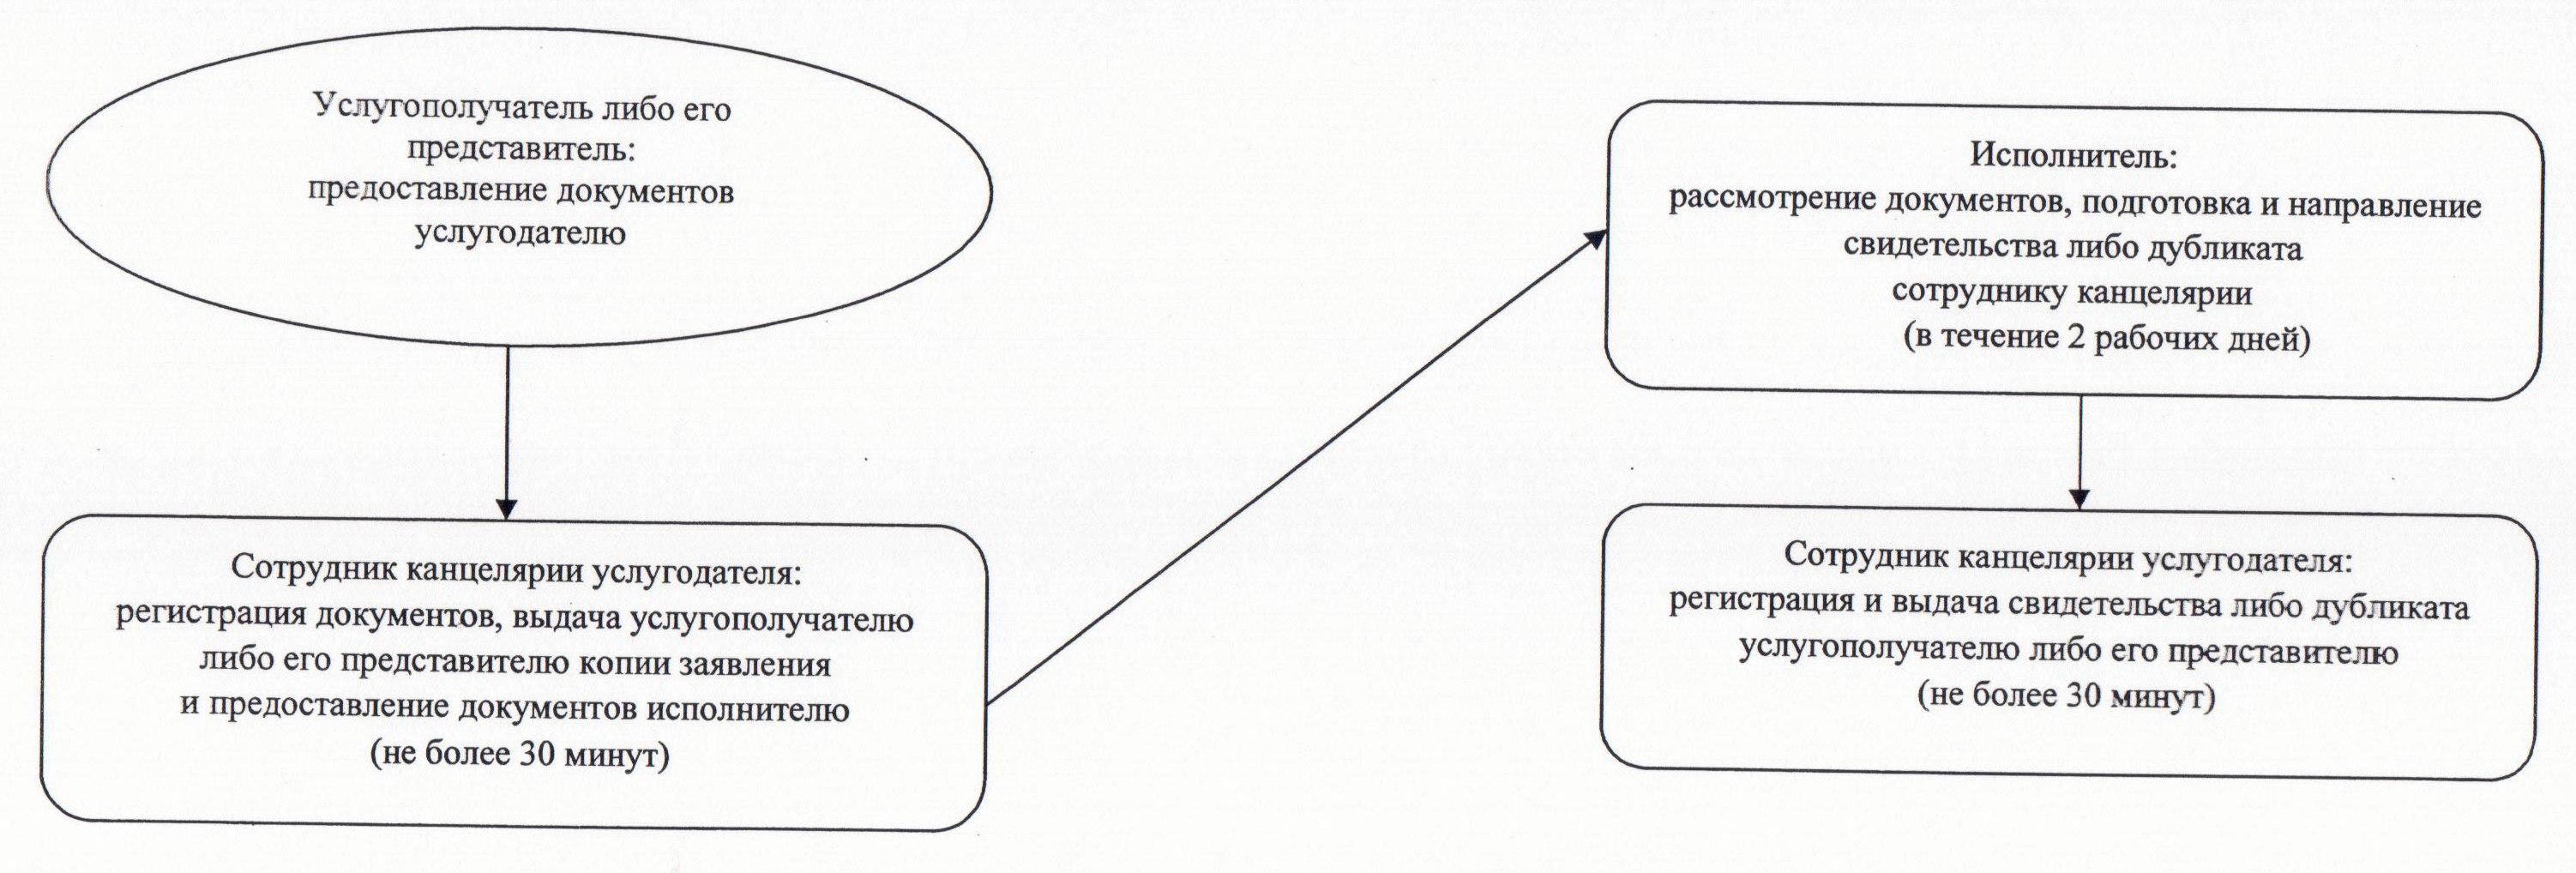 Услугополучатель либо его
представитель:
предоставление документов
услугодателю
Сотрудник канцелярии услугодателя:
регистрация документов, выдача услугополучателю
либо его представителю копии заявления
и предоставление документов исполнителю
(не более 30 минут)
Исполнитель:
рассмотрение документов, подготовка и направление
свидетельства либо дубликата
сотруднику канцелярии
(в течение 2 рабочих дней)
Сотрудник канцелярии услугодателя:
регистрация и выдача свидетельства либо дубликата
услугополучателю либо его представителю
(не более 30 минут)